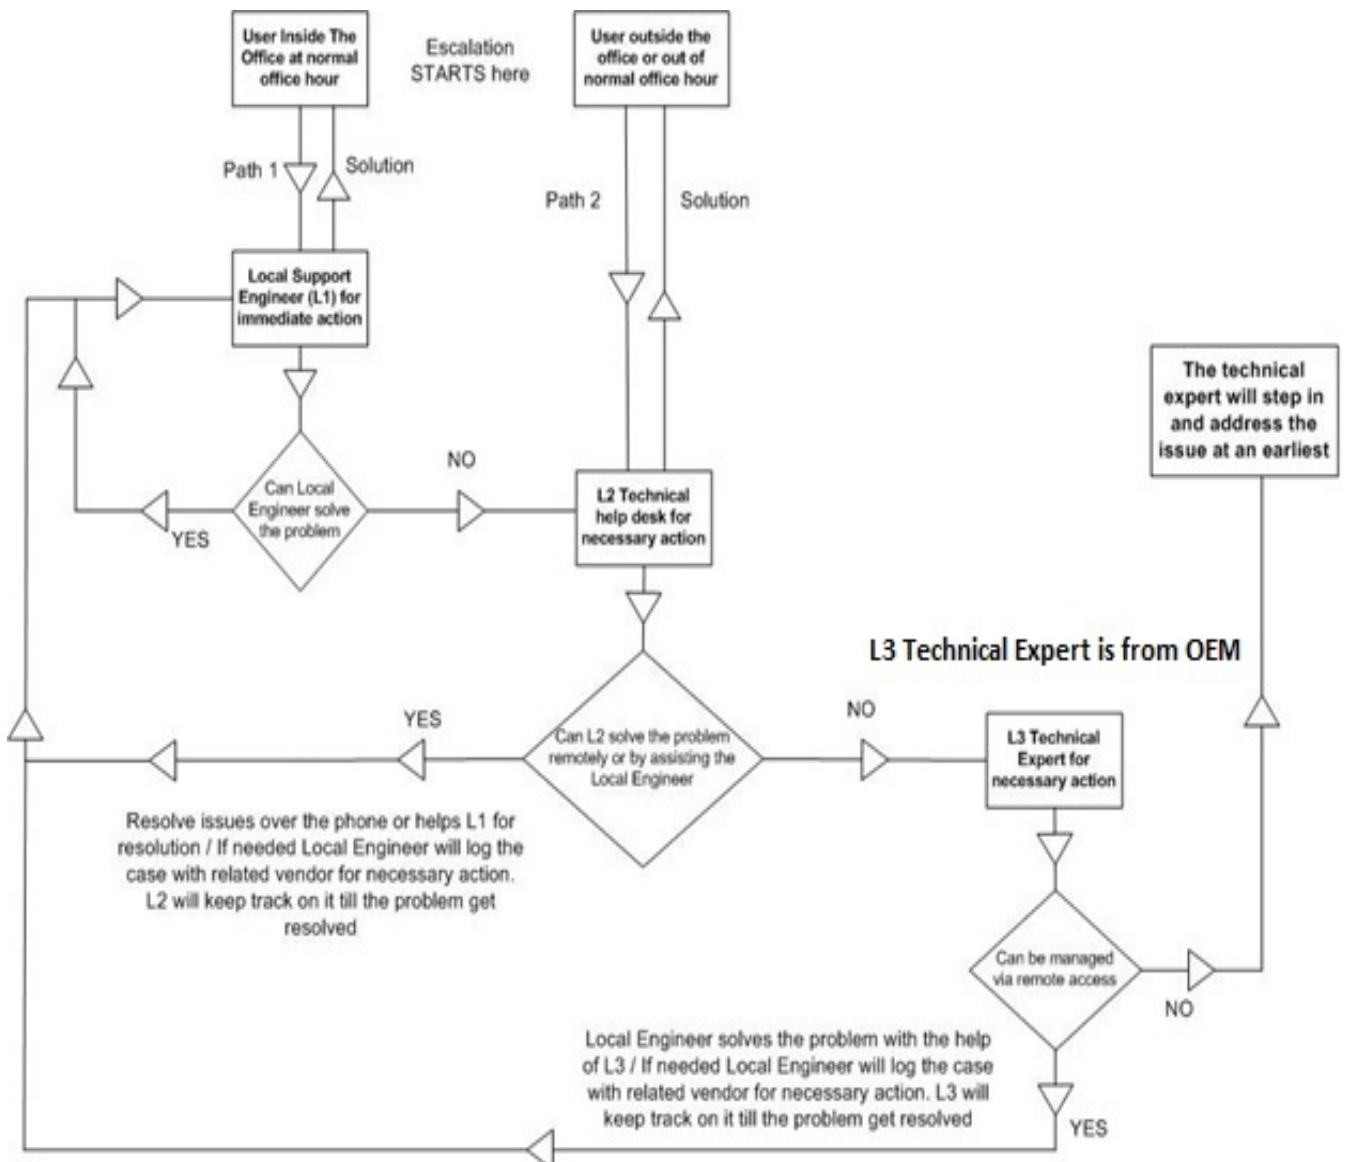 User Inside The
Office at normal
office hour
Escalation
STARTS here
User outside the
office or out of
normal office hour
Path 1
Solution
Path 2
Solution
Local Support
Engineer (L1) for
immediate action
The technical
expert will step in
and address the
issue at an earliest
Can Local
Engineer solve
the problem
NO
YES
L2 Technical
help desk for
necessary action
L3 Technical Expert is from OEM
Can L2 solve the problem
remotely or by assisting the
Local Engineer
YES
NO
L3 Technical
Expert for
necessary action
Resolve issues over the phone or helps L1 for
resolution / If needed Local Engineer will log the
case with related vendor for necessary action.
L2 will keep track on it till the problem get
resolved
Can be managed
via remote access
NO
Local Engineer solves the problem with the help
of L3 / If needed Local Engineer will log the case
with related vendor for necessary action. L3 will
keep track on it till the problem get resolved
YES